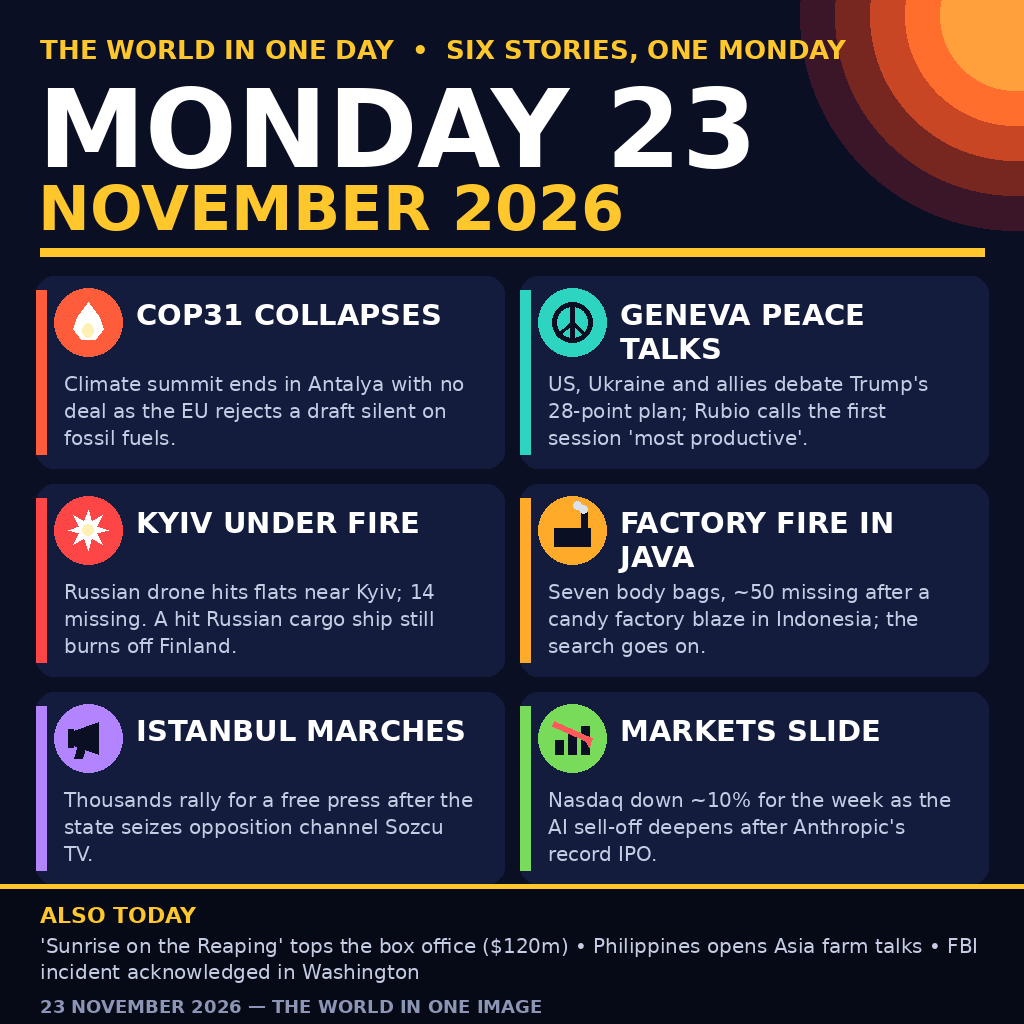 THE WORLD IN ONE DAY • SIX STORIES, ONE MONDAY
MONDAY 23
NOVEMBER 2026
COP31 COLLAPSES
Climate summit ends in Antalya with no
deal as the EU rejects a draft silent on
fossil fuels.
GENEVA PEACE
TALKS
US, Ukraine and allies debate Trump's
28-point plan; Rubio calls the first
session 'most productive'.
KYIV UNDER FIRE
Russian drone hits flats near Kyiv; 14
missing. A hit Russian cargo ship still
burns off Finland.
FACTORY FIRE IN
JAVA
Seven body bags, ~50 missing after a
candy factory blaze in Indonesia; the
search goes on.
ISTANBUL MARCHES
Thousands rally for a free press after the
state seizes opposition channel Sozcu
TV.
MARKETS SLIDE
Nasdaq down ~10% for the week as the
AI sell-off deepens after Anthropic's
record IPO.
ALSO TODAY
'Sunrise on the Reaping' tops the box office ($120m) • Philippines opens Asia farm talks • FBI
incident acknowledged in Washington
23 NOVEMBER 2026 — THE WORLD IN ONE IMAGE